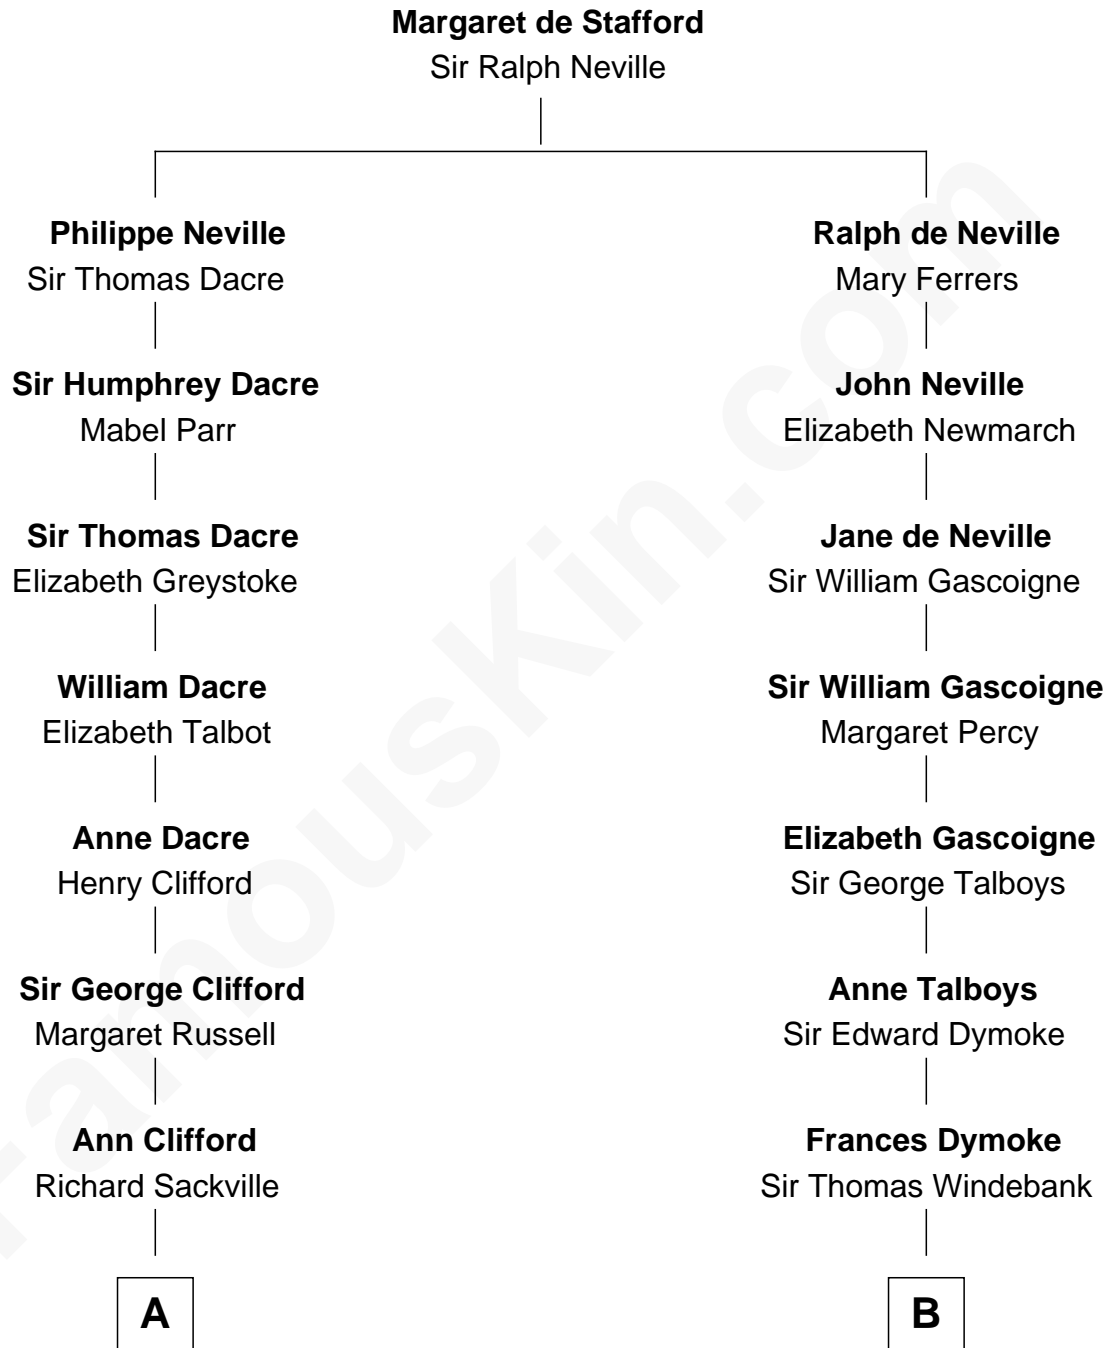 Margaret de Stafford
Sir Ralph Neville
Philippe Neville
Sir Thomas Dacre
Ralph de Neville
Mary Ferrers
Sir Humphrey Dacre
Mabel Parr
John Neville
Elizabeth Newmarch
Sir Thomas Dacre
Elizabeth Greystoke
Jane de Neville
Sir William Gascoigne
William Dacre
Elizabeth Talbot
Sir William Gascoigne
Margaret Percy
Anne Dacre
Henry Clifford
Elizabeth Gascoigne
Sir George Talboys
Sir George Clifford
Margaret Russell
Anne Talboys
Sir Edward Dymoke
Ann Clifford
Richard Sackville
Frances Dymoke
Sir Thomas Windebank
A
B
FamousKin.com